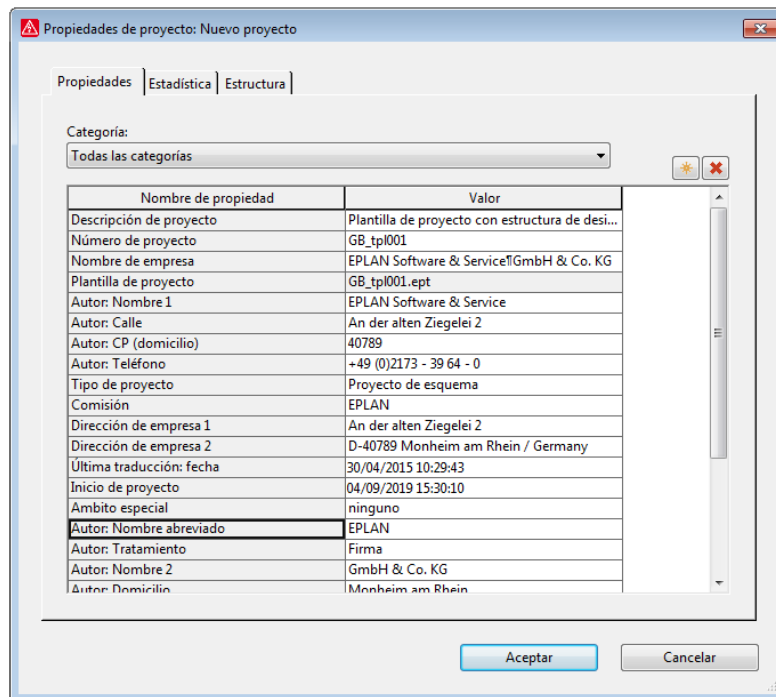 Propiedades de proyecto: Nuevo proyecto
Propiedades Estadística Estructura
Categoría:
Todas las categorías
Nombre de propiedad Valor
Descripción de proyecto Plantilla de proyecto con estructura de desi...
Número de proyecto GB_tpl001
Nombre de empresa EPLAN Software & Service¶GmbH & Co. KG
Plantilla de proyecto GB_tpl001.ept
Autor: Nombre 1 EPLAN Software & Service
Autor: Calle An der alten Ziegelei 2
Autor: CP (domicilio) 40789
Autor: Teléfono +49 (0)2173 - 39 64 - 0
Tipo de proyecto Proyecto de esquema
Comisión EPLAN
Dirección de empresa 1 An der alten Ziegelei 2
Dirección de empresa 2 D-40789 Monheim am Rhein / Germany
Última traducción: fecha 30/04/2015 10:29:43
Inicio de proyecto 04/09/2019 15:30:10
Ambito especial ninguno
Autor: Nombre abreviado EPLAN
Autor: Tratamiento Firma
Autor: Nombre 2 GmbH & Co. KG
Autor: Domicilio Monheim am Rhein
Aceptar Cancelar